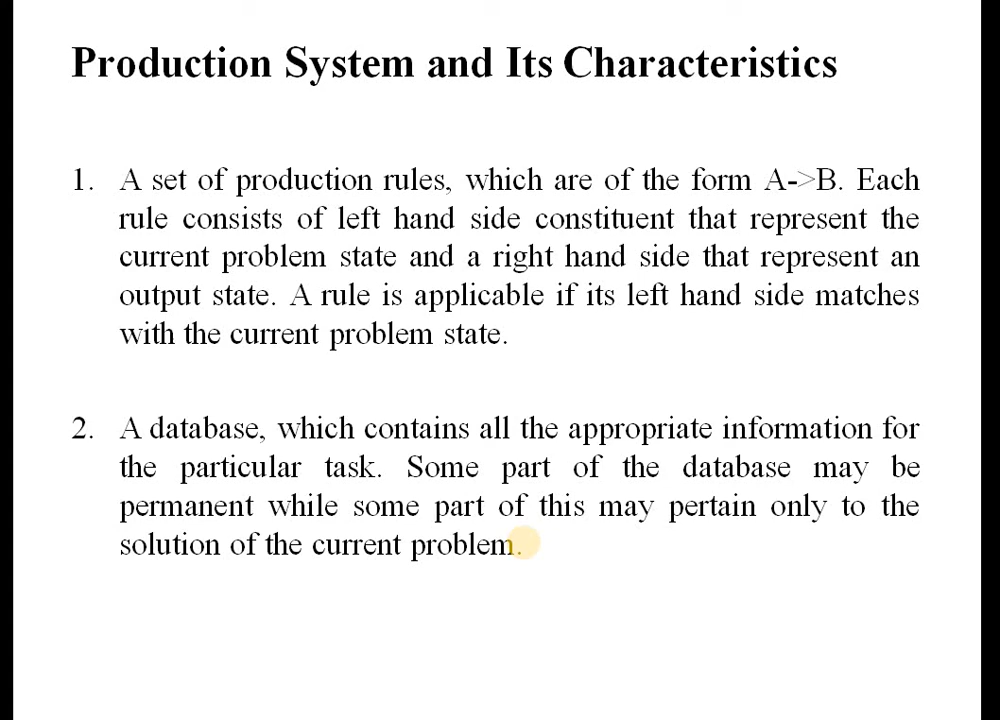 Production System and Its Characteristics
1. A set of production rules, which are of the form A->B. Each
rule consists of left hand side constituent that represent the
current problem state and a right hand side that represent an
output state. A rule is applicable if its left hand side matches
with the current problem state.
2. A database, which contains all the appropriate information for
the particular task. Some part of the database may be
permanent while some part of this may pertain only to the
solution of the current problem.